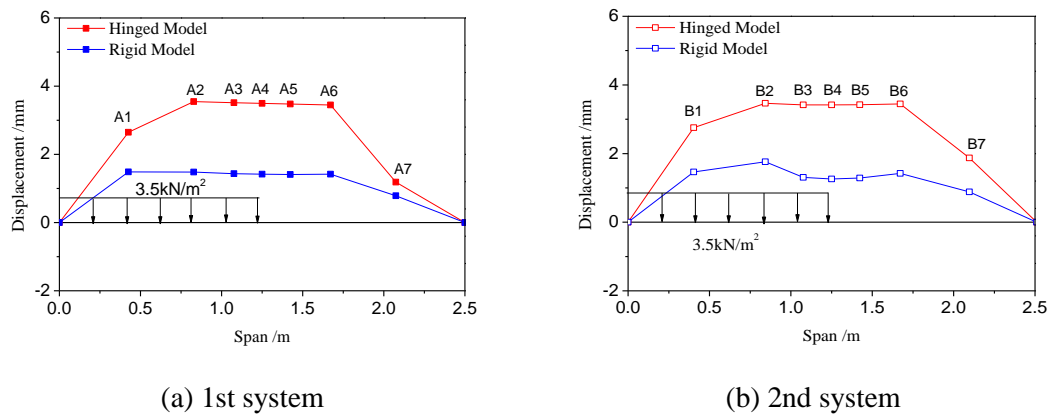 6
4
2
0
-2
Displacement /mm
Hinged Model
Rigid Model
A1
A2
A3
A4
A5
A6
A7
3.5kN/m²
0.0
0.5
1.0
1.5
2.0
2.5
Span /m
(a) 1st system
6
4
2
0
-2
Displacement /mm
Hinged Model
Rigid Model
B1
B2
B3
B4
B5
B6
B7
3.5kN/m²
0.0
0.5
1.0
1.5
2.0
2.5
Span /m
(b) 2nd system